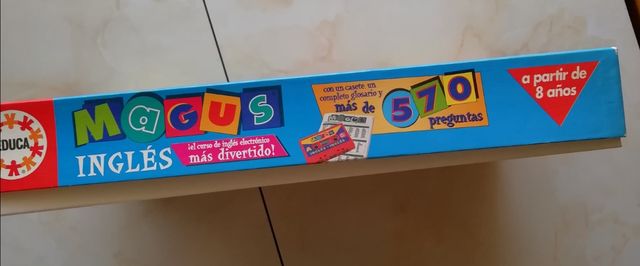 EDUCA
MaGUS
INGLÉS
¡el curso de inglés electrónico
más divertido!
con un casete, un
completo glosario y
más de
570
preguntas
a partir de
8 años